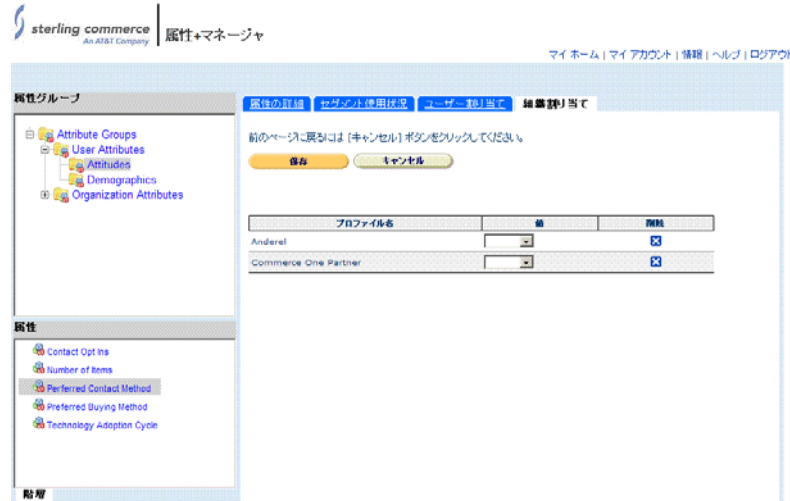 sterling commerce
An AT&T Company
属性+マネージャ
マイ ホーム | マイ アカウント | 情報 | ヘルプ | ログアウト
属性グループ
Attribute Groups
User Attributes
Attitudes
Demographics
Organization Attributes
属性の詳細 セグメント使用状況 ユーザー割り当て 組織割り当て
前のページに戻るには [キャンセル] ボタンをクリックしてください。
保存 キャンセル
プロファイル名 値 削除
Anderel
Commerce One Partner
属性
Contact Opt Ins
Number of Items
Perferred Contact Method
Preferred Buying Method
Technology Adoption Cycle
階層